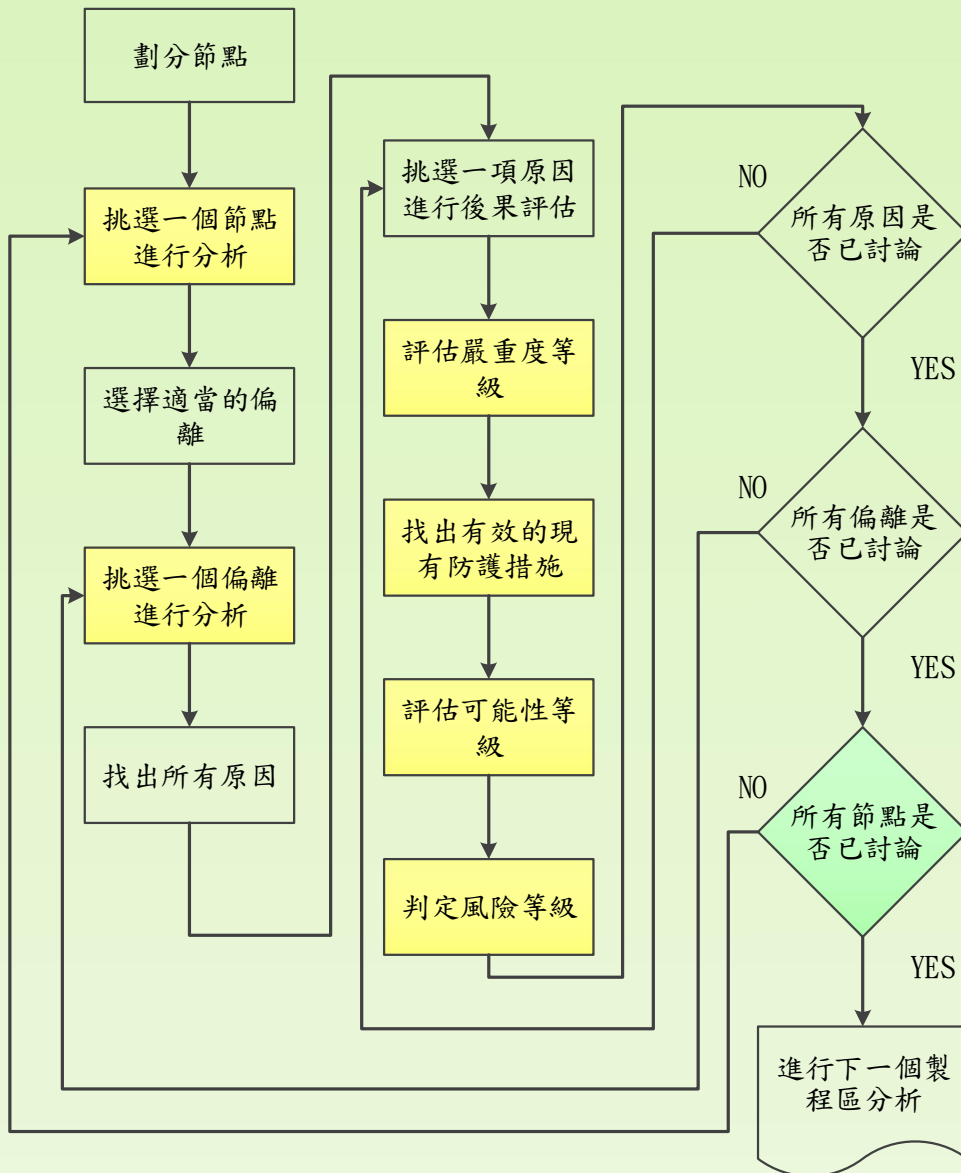 劃分節點
挑選一個節點
進行分析
選擇適當的偏
離
挑選一個偏離
進行分析
找出所有原因
挑選一項原因
進行後果評估
評估嚴重度等
級
找出有效的現
有防護措施
評估可能性等
級
判定風險等級
NO
所有原因是
否已討論
YES
NO
所有偏離是
否已討論
YES
NO
所有節點是
否已討論
YES
進行下一個製
程區分析